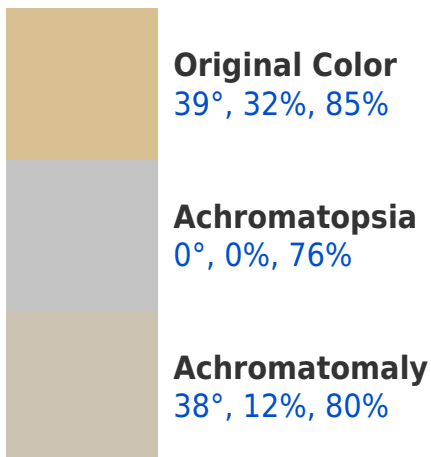 Original Color
39°, 32%, 85%
Achromatopsia
0°, 0%, 76%
Achromatomaly
38°, 12%, 80%